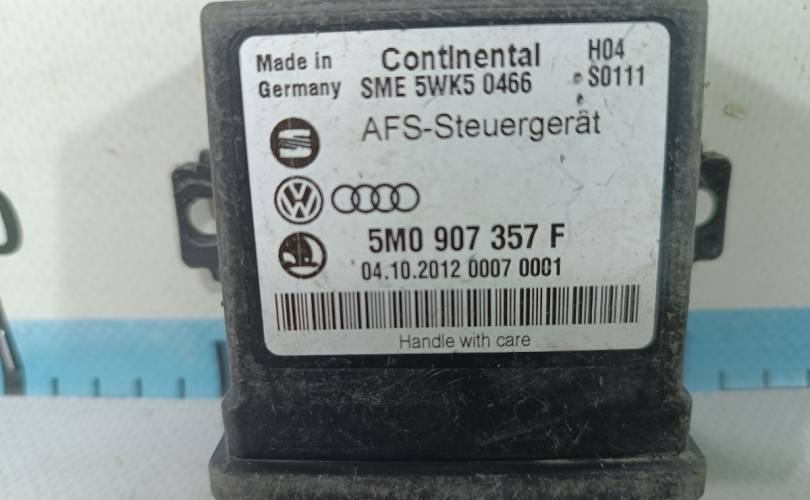 Made in Germany
Continental
SME 5WK5 0466
H04
S0111
AFS-Steuergerät
5M0 907 357 F
04.10.2012 0007 0001
Handle with care